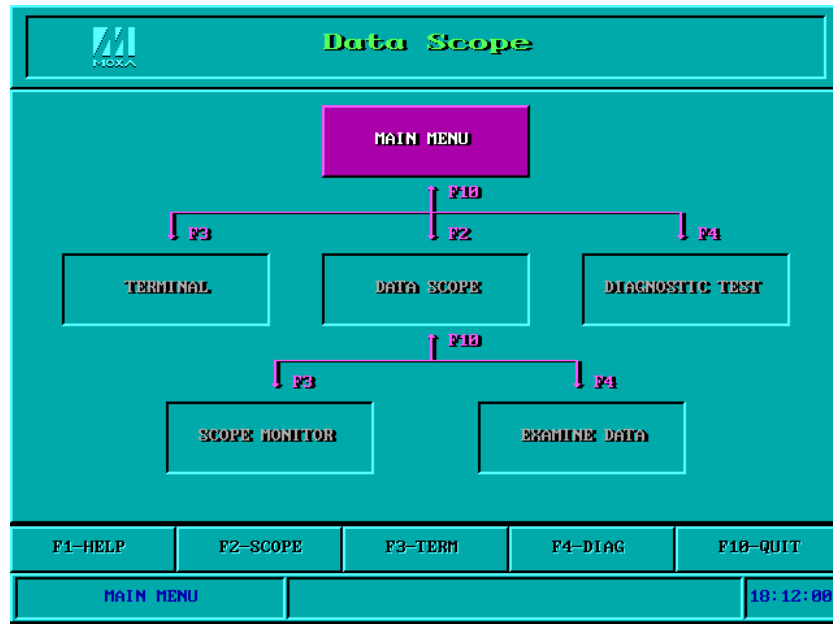 MOXA
Data Scope
MAIN MENU
F10
F3 F2 F4
TERMINAL DATA SCOPE DIAGNOSTIC TEST
F10
F3 F4
SCOPE MONITOR EXAMINE DATA
F1-HELP F2-SCOPE F3-TERM F4-DIAG F10-QUIT
MAIN MENU 18:12:00